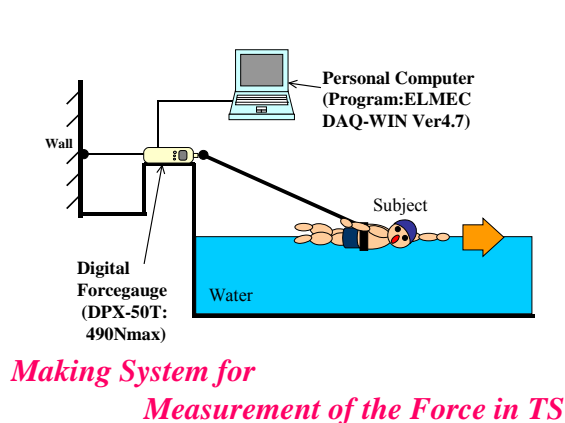 Personal Computer
(Program:ELMEC
DAQ-WIN Ver4.7)
Wall
Subject
Digital
Forcegauge
(DPX-50T:
490Nmax)
Water
Making System for
Measurement of the Force in TS